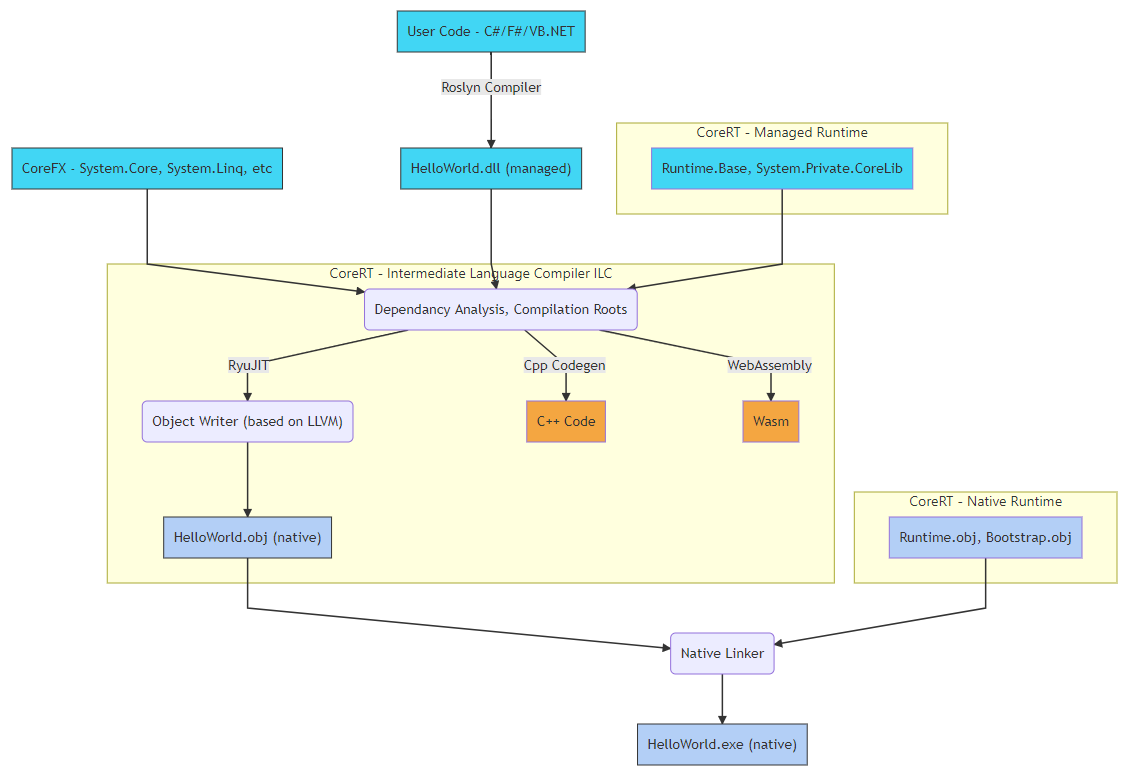 User Code - C#/F#/VB.NET
Roslyn Compiler
CoreRT - Managed Runtime
CoreFX - System.Core, System.Linq, etc
HelloWorld.dll (managed)
Runtime.Base, System.Private.CoreLib
CoreRT - Intermediate Language Compiler ILC
Dependancy Analysis, Compilation Roots
RyuJIT
Cpp Codegen
WebAssembly
Object Writer (based on LLVM)
C++ Code
Wasm
CoreRT - Native Runtime
HelloWorld.obj (native)
Runtime.obj, Bootstrap.obj
Native Linker
HelloWorld.exe (native)